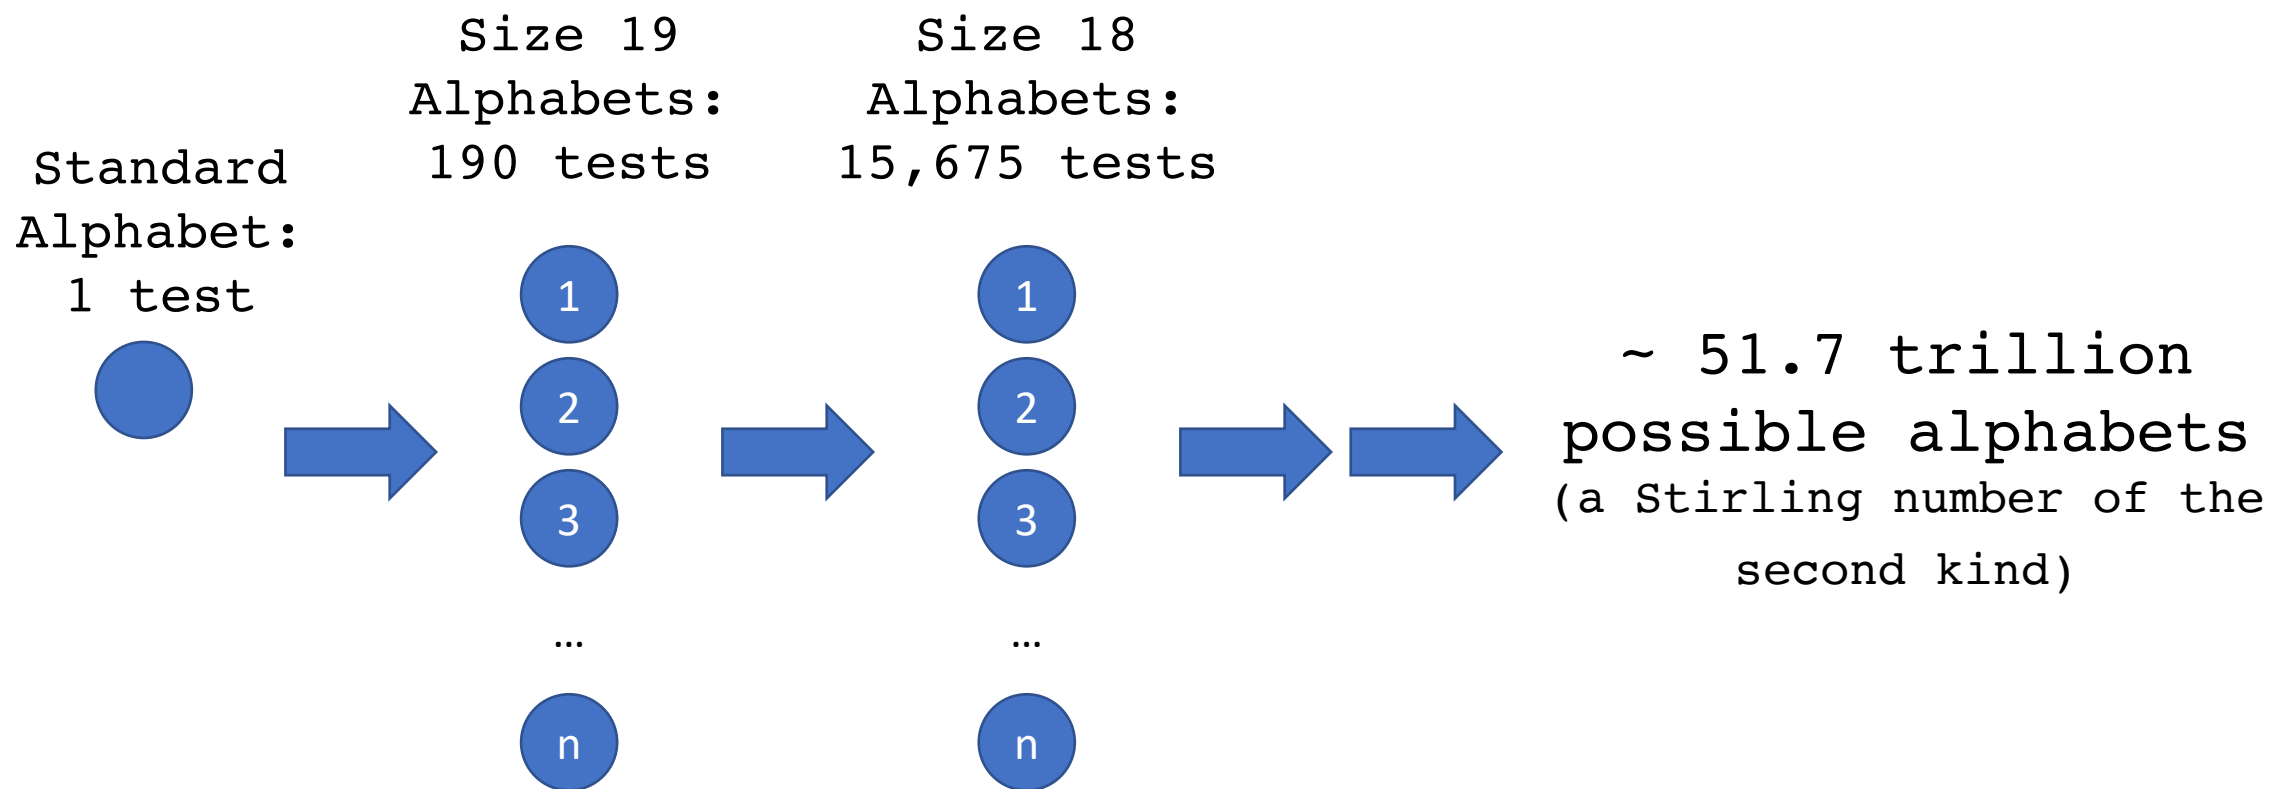 Standard
Alphabet:
1 test
Size 19
Alphabets:
190 tests
1
2
3
…
n
Size 18
Alphabets:
15,675 tests
1
2
3
…
n
~ 51.7 trillion
possible alphabets
(a Stirling number of the
second kind)